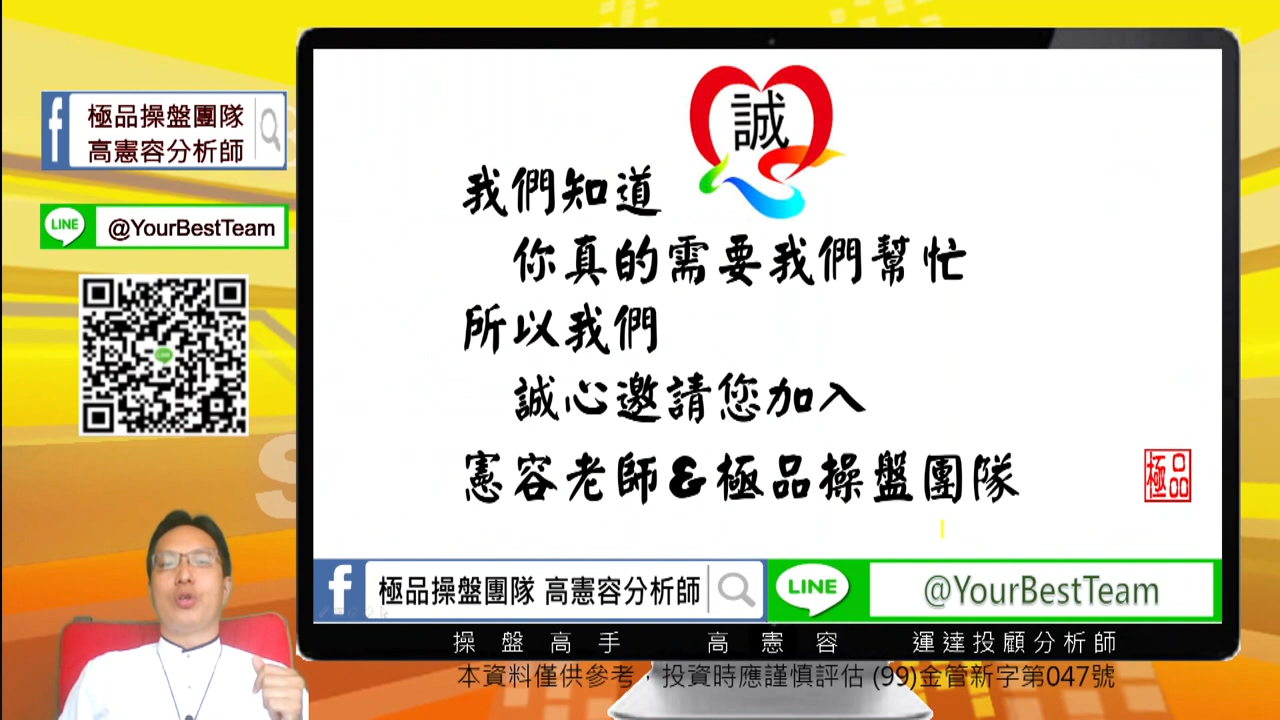 極品操盤團隊
高憲容分析師
LINE
@YourBestTeam
LINE
誠
我們知道
你真的需要我們幫忙
所以我們
誠心邀請您加入
憲容老師&極品操盤團隊
極品
f 極品操盤團隊 高憲容分析師
LINE
@YourBestTeam
操盤高手 高憲容 運達投顧分析師
本資料僅供參考，投資時應謹慎評估 (99)金管新字第047號